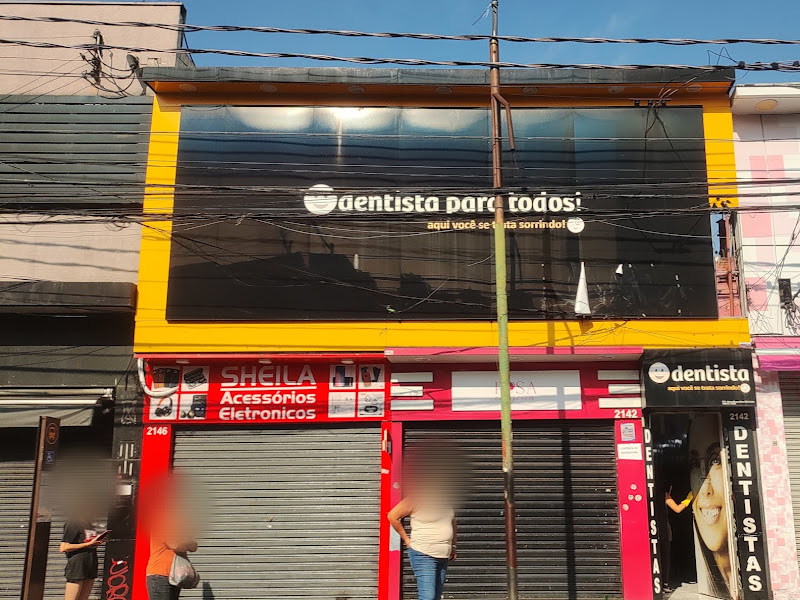 dentista para todos!
aqui você se trata sorrindo!
SHEILA
Acessórios
Eletronicos
2146
2142
dentista
aqui você se trata sorrindo!
2142
DENTISTAS
DENTISTAS